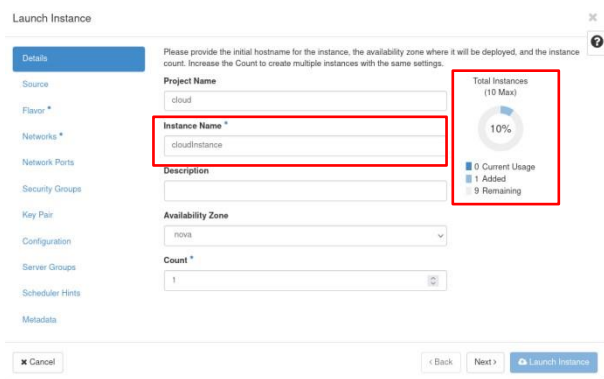 Launch Instance
Details
Source
Flavor *
Networks *
Network Ports
Security Groups
Key Pair
Configuration
Server Groups
Scheduler Hints
Metadata
Please provide the initial hostname for the instance, the availability zone where it will be deployed, and the instance
count. Increase the Count to create multiple instances with the same settings.
Project Name
cloud
Instance Name *
cloudInstance
Description
Availability Zone
nova
Count *
1
Total Instances
(10 Max)
10%
0 Current Usage
1 Added
9 Remaining
× Cancel
< Back
Next >
Launch Instance